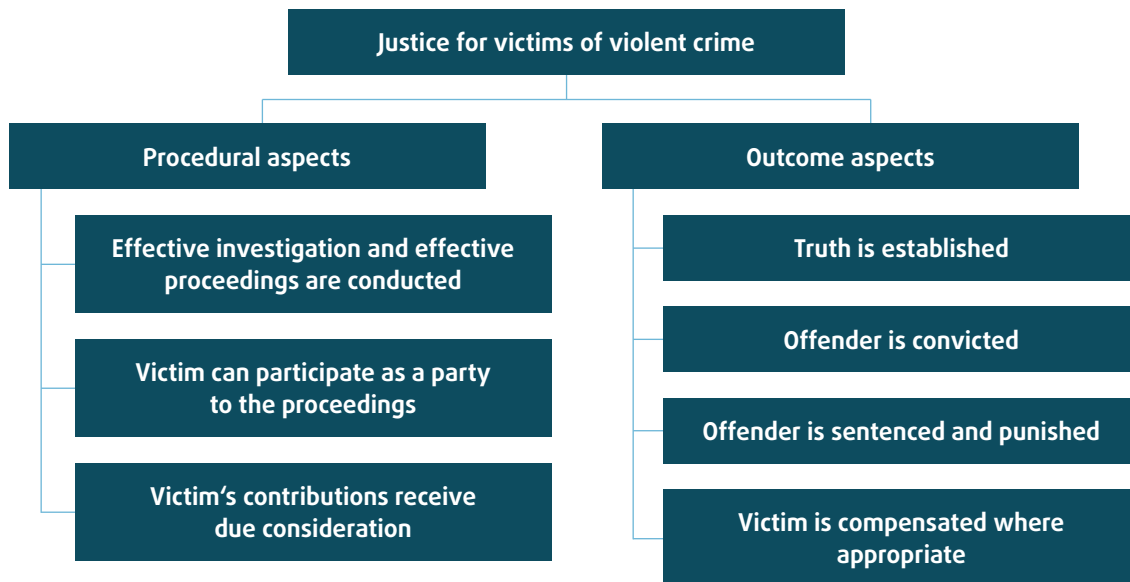 Justice for victims of violent crime
Procedural aspects
Effective investigation and effective
proceedings are conducted
Victim can participate as a party
to the proceedings
Victim‘s contributions receive
due consideration
Outcome aspects
Truth is established
Offender is convicted
Offender is sentenced and punished
Victim is compensated where
appropriate